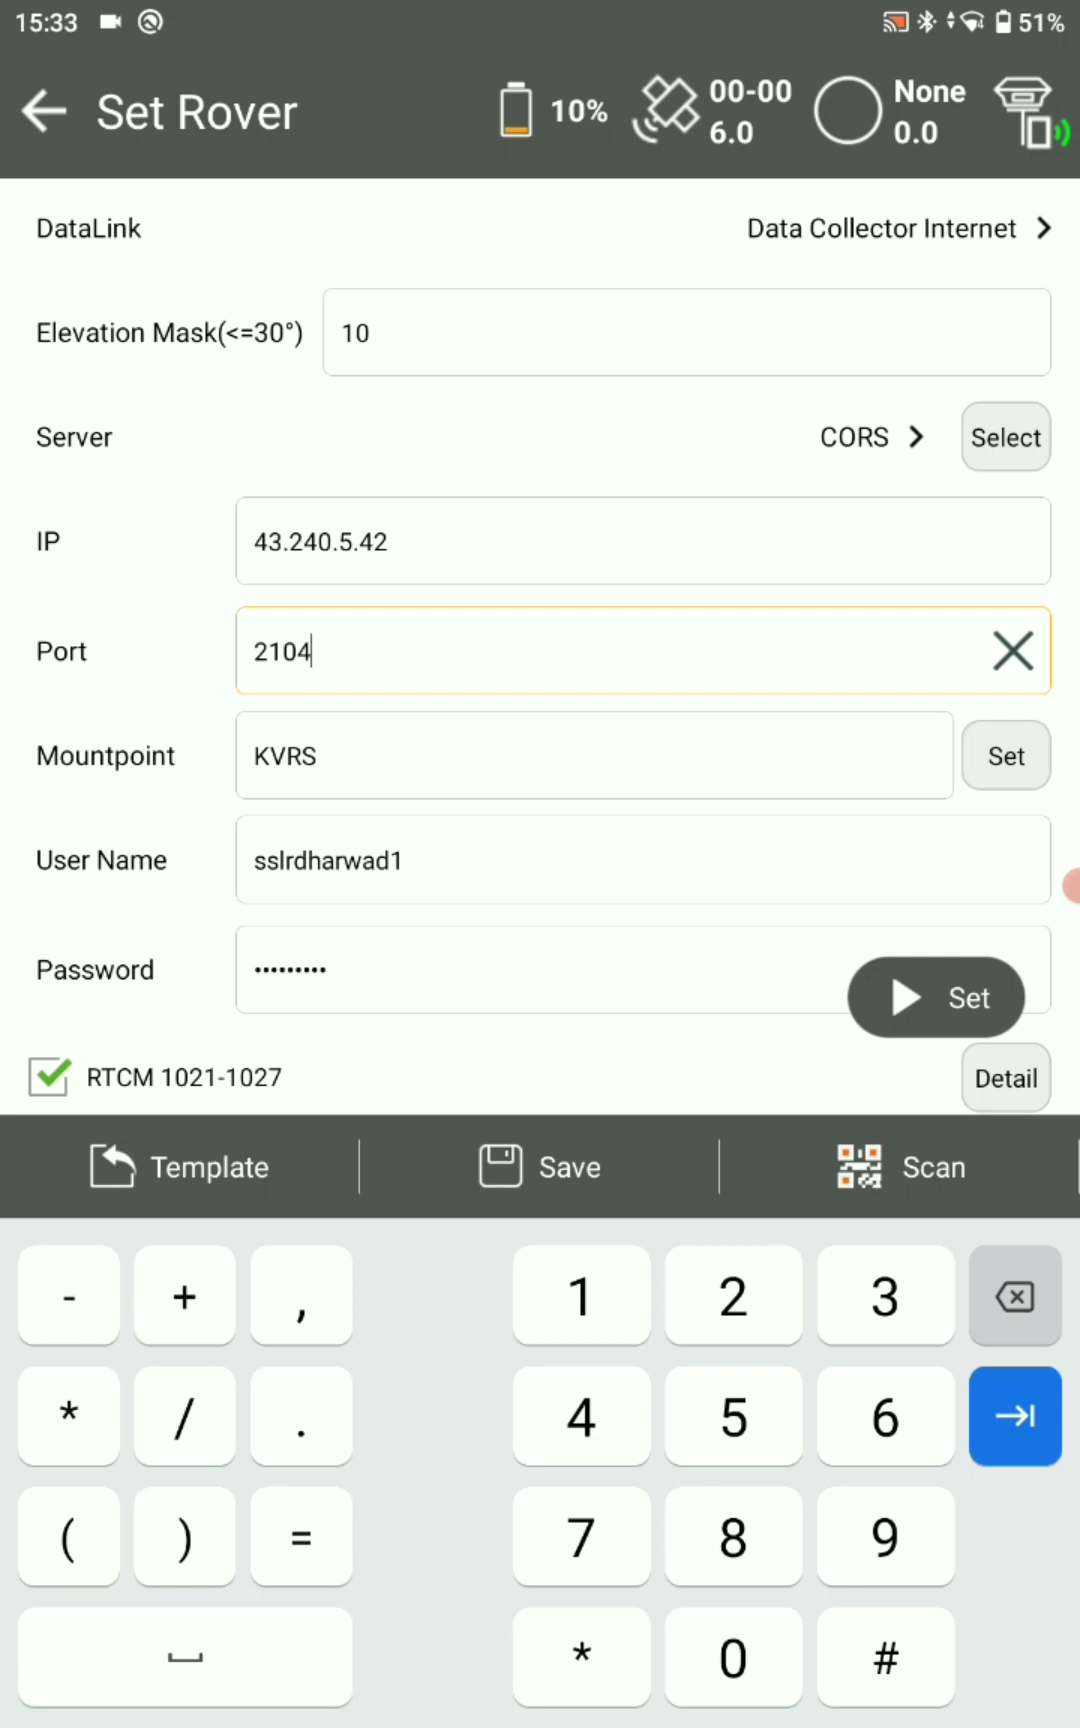 15:33 51%
Set Rover 10% 00-00 None
6.0 0.0
DataLink Data Collector Internet
Elevation Mask(<=30°) 10
Server CORS Select
IP 43.240.5.42
Port 2104
Mountpoint KVRS Set
User Name sslrdharwad1
Password •••••••••
Set
RTCM 1021-1027 Detail
Template Save Scan
- + , 1 2 3
* / . 4 5 6
( ) = 7 8 9
* 0 #